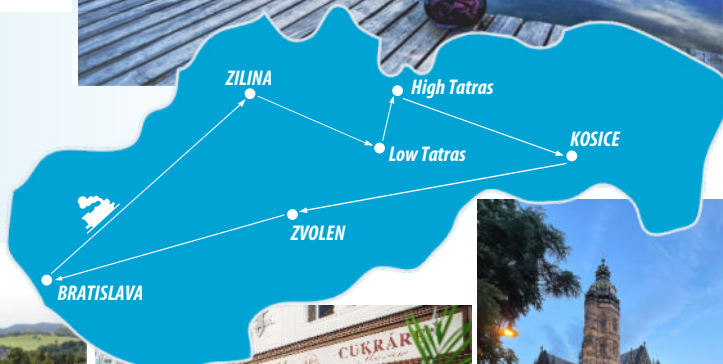 ZILINA
High Tatras
KOSICE
Low Tatras
ZVOLEN
BRATISLAVA
CUKRÁR